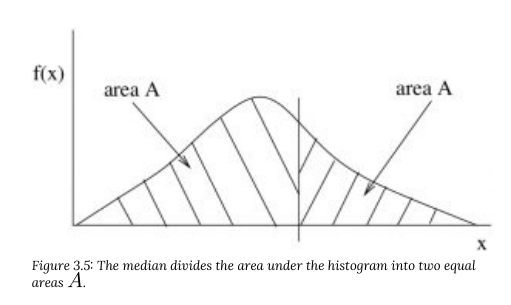 f(x)
area A
area A
x
Figure 3.5: The median divides the area under the histogram into two equal
areas A.